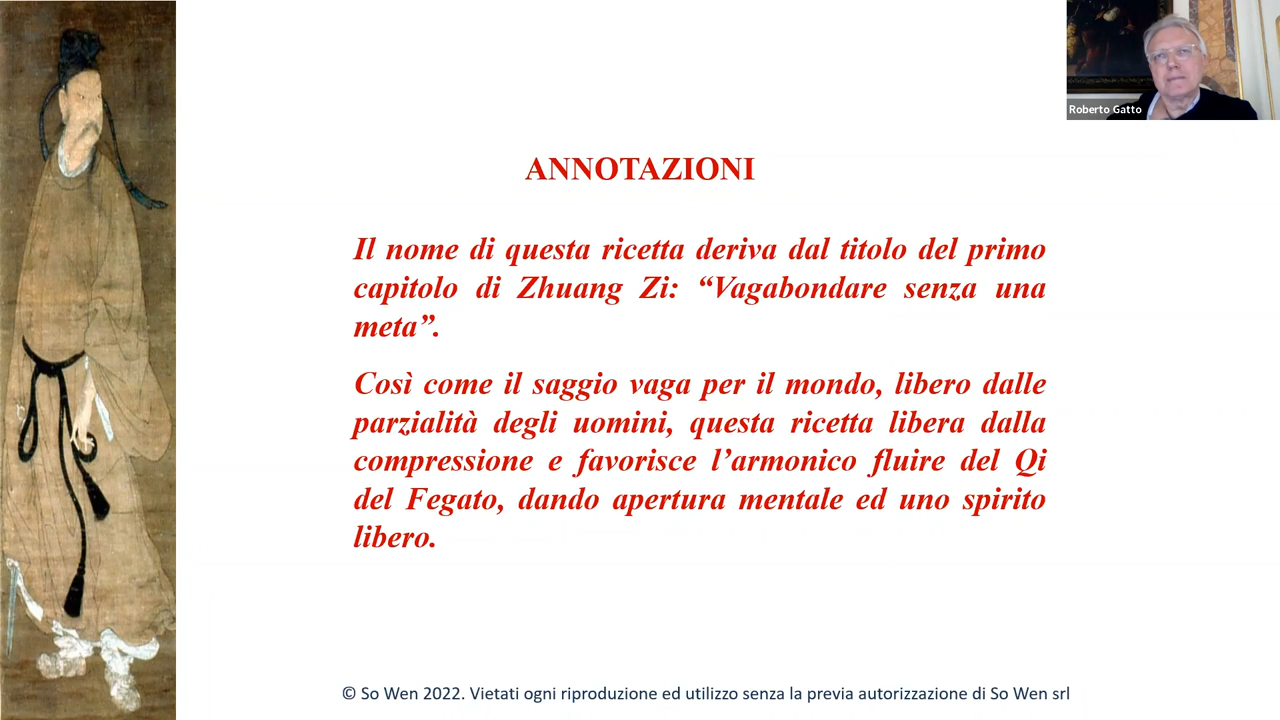 Roberto Gatto
ANNOTAZIONI
Il nome di questa ricetta deriva dal titolo del primo
capitolo di Zhuang Zi: “Vagabondare senza una
meta”.
Così come il saggio vaga per il mondo, libero dalle
parzialità degli uomini, questa ricetta libera dalla
compressione e favorisce l’armonico fluire del Qi
del Fegato, dando apertura mentale ed uno spirito
libero.
© So Wen 2022. Vietati ogni riproduzione ed utilizzo senza la previa autorizzazione di So Wen srl